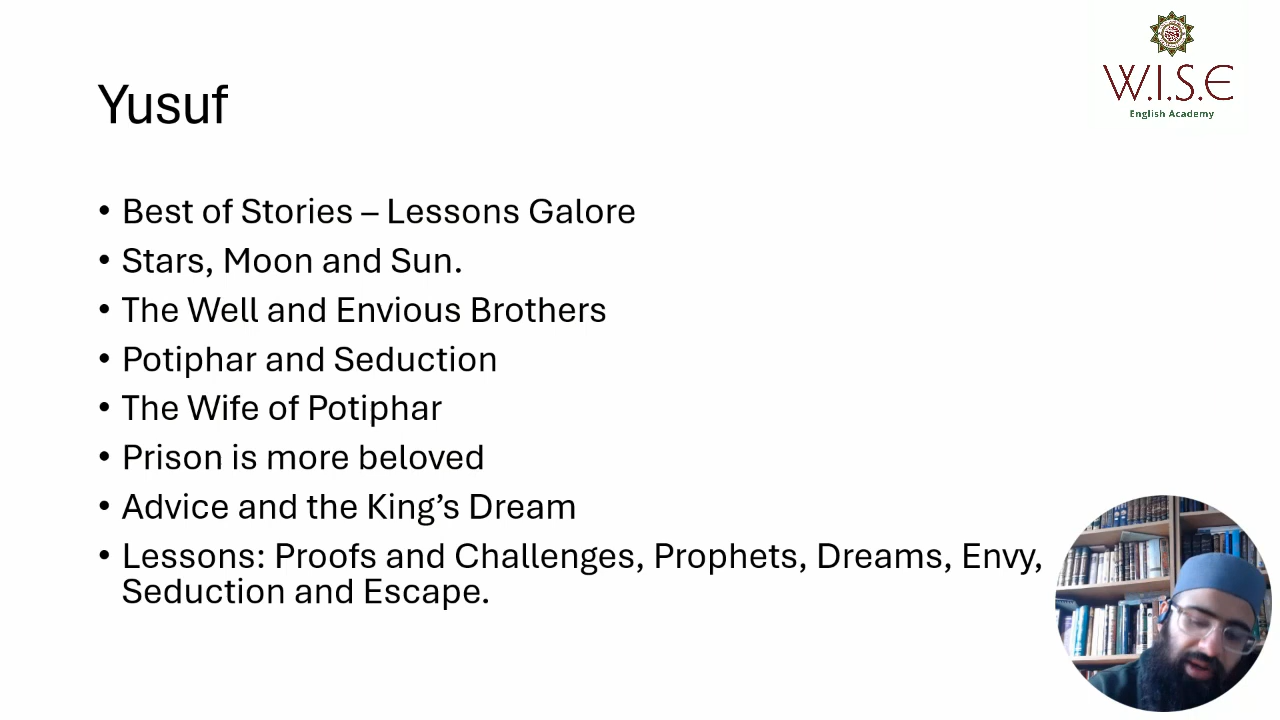 W.I.S.E
English Academy
Yusuf
• Best of Stories – Lessons Galore
• Stars, Moon and Sun.
• The Well and Envious Brothers
• Potiphar and Seduction
• The Wife of Potiphar
• Prison is more beloved
• Advice and the King’s Dream
• Lessons: Proofs and Challenges, Prophets, Dreams, Envy,
Seduction and Escape.